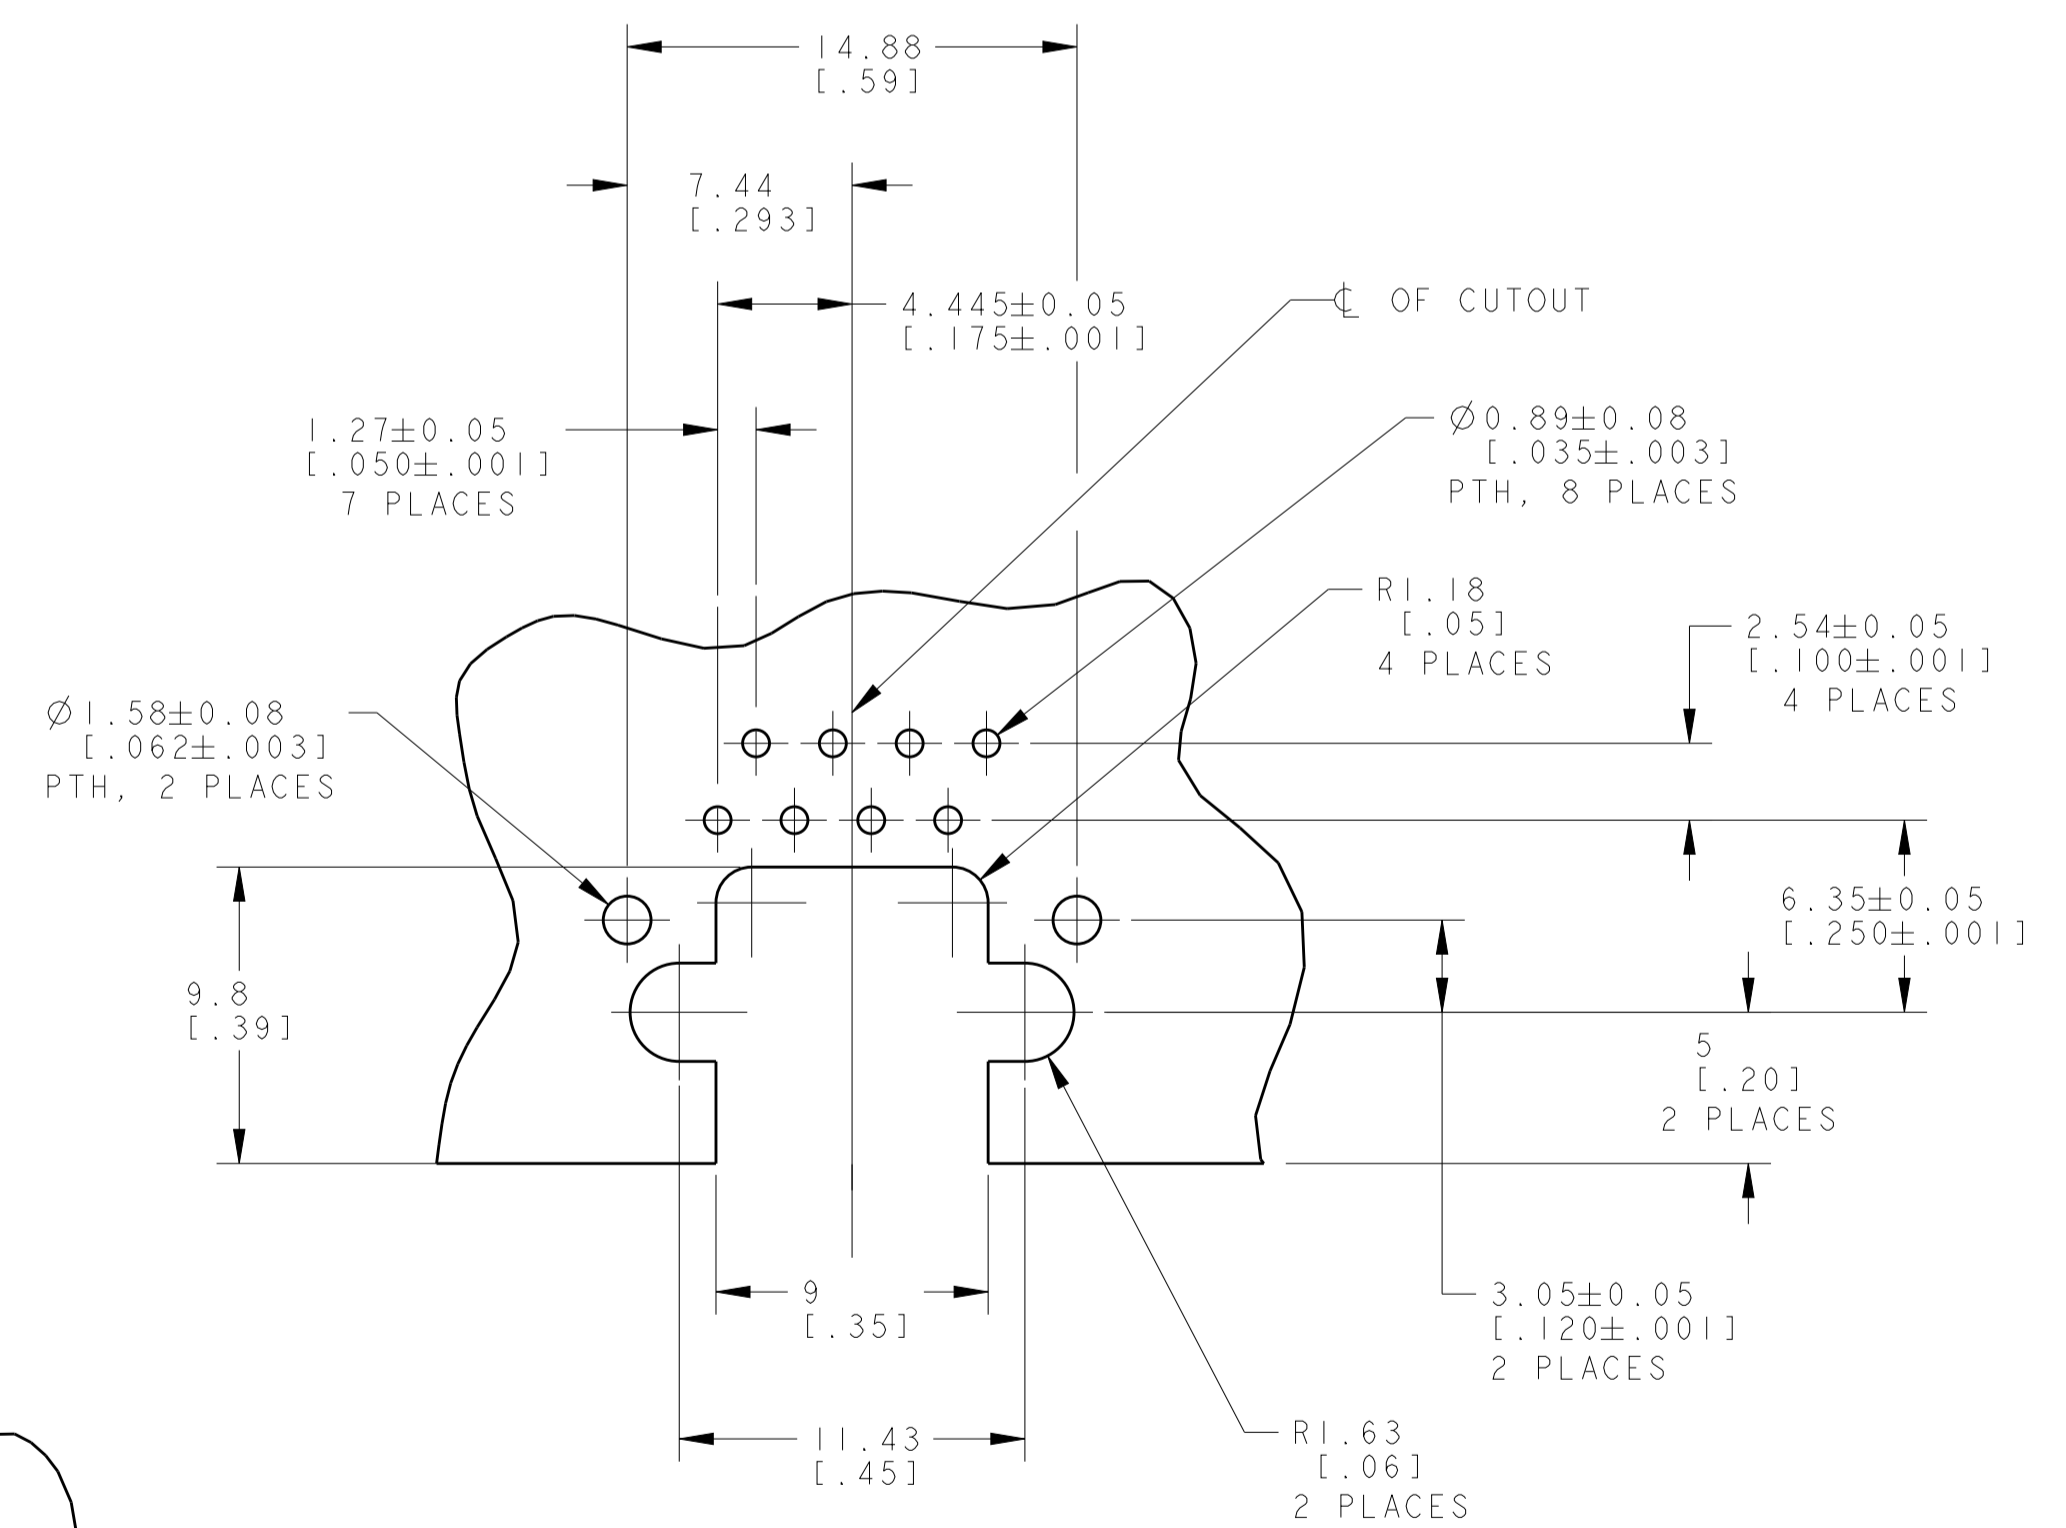 14.88
[.59]
7.44
[.293]
4.445±0.05
[.175±.001]
℄ OF CUTOUT
1.27±0.05
[.050±.001]
7 PLACES
Ø0.89±0.08
[.035±.003]
PTH, 8 PLACES
R1.18
[.05]
4 PLACES
2.54±0.05
[.100±.001]
4 PLACES
Ø1.58±0.08
[.062±.003]
PTH, 2 PLACES
6.35±0.05
[.250±.001]
9.8
[.39]
5
[.20]
2 PLACES
9
[.35]
3.05±0.05
[.120±.001]
2 PLACES
11.43
[.45]
R1.63
[.06]
2 PLACES